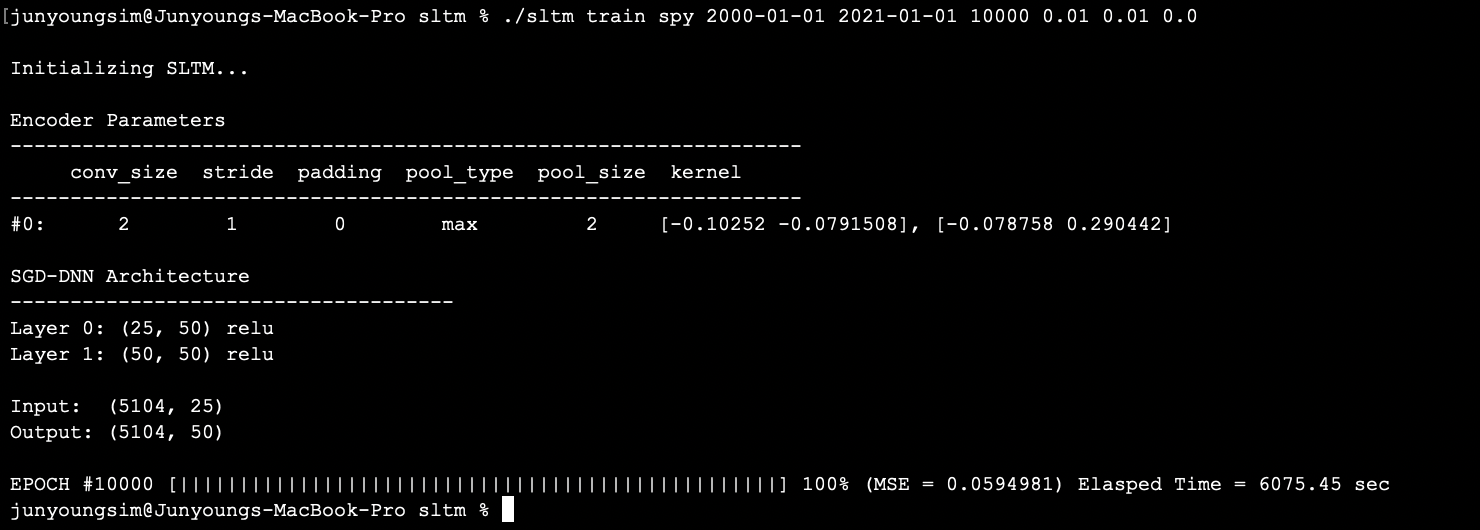 [junyoungsim@Junyoungs-MacBook-Pro sltm % ./sltm train spy 2000-01-01 2021-01-01 10000 0.01 0.01 0.0
Initializing SLTM...
Encoder Parameters
------------------------------------------------------------------
conv_size stride padding pool_type pool_size kernel
------------------------------------------------------------------
#0: 2 1 0 max 2 [-0.10252 -0.0791508], [-0.078758 0.290442]
SGD-DNN Architecture
-------------------------------------
Layer 0: (25, 50) relu
Layer 1: (50, 50) relu
Input: (5104, 25)
Output: (5104, 50)
EPOCH #10000 [||||||||||||||||||||||||||||||||||||||||||||||||||] 100% (MSE = 0.0594981) Elasped Time = 6075.45 sec
junyoungsim@Junyoungs-MacBook-Pro sltm %